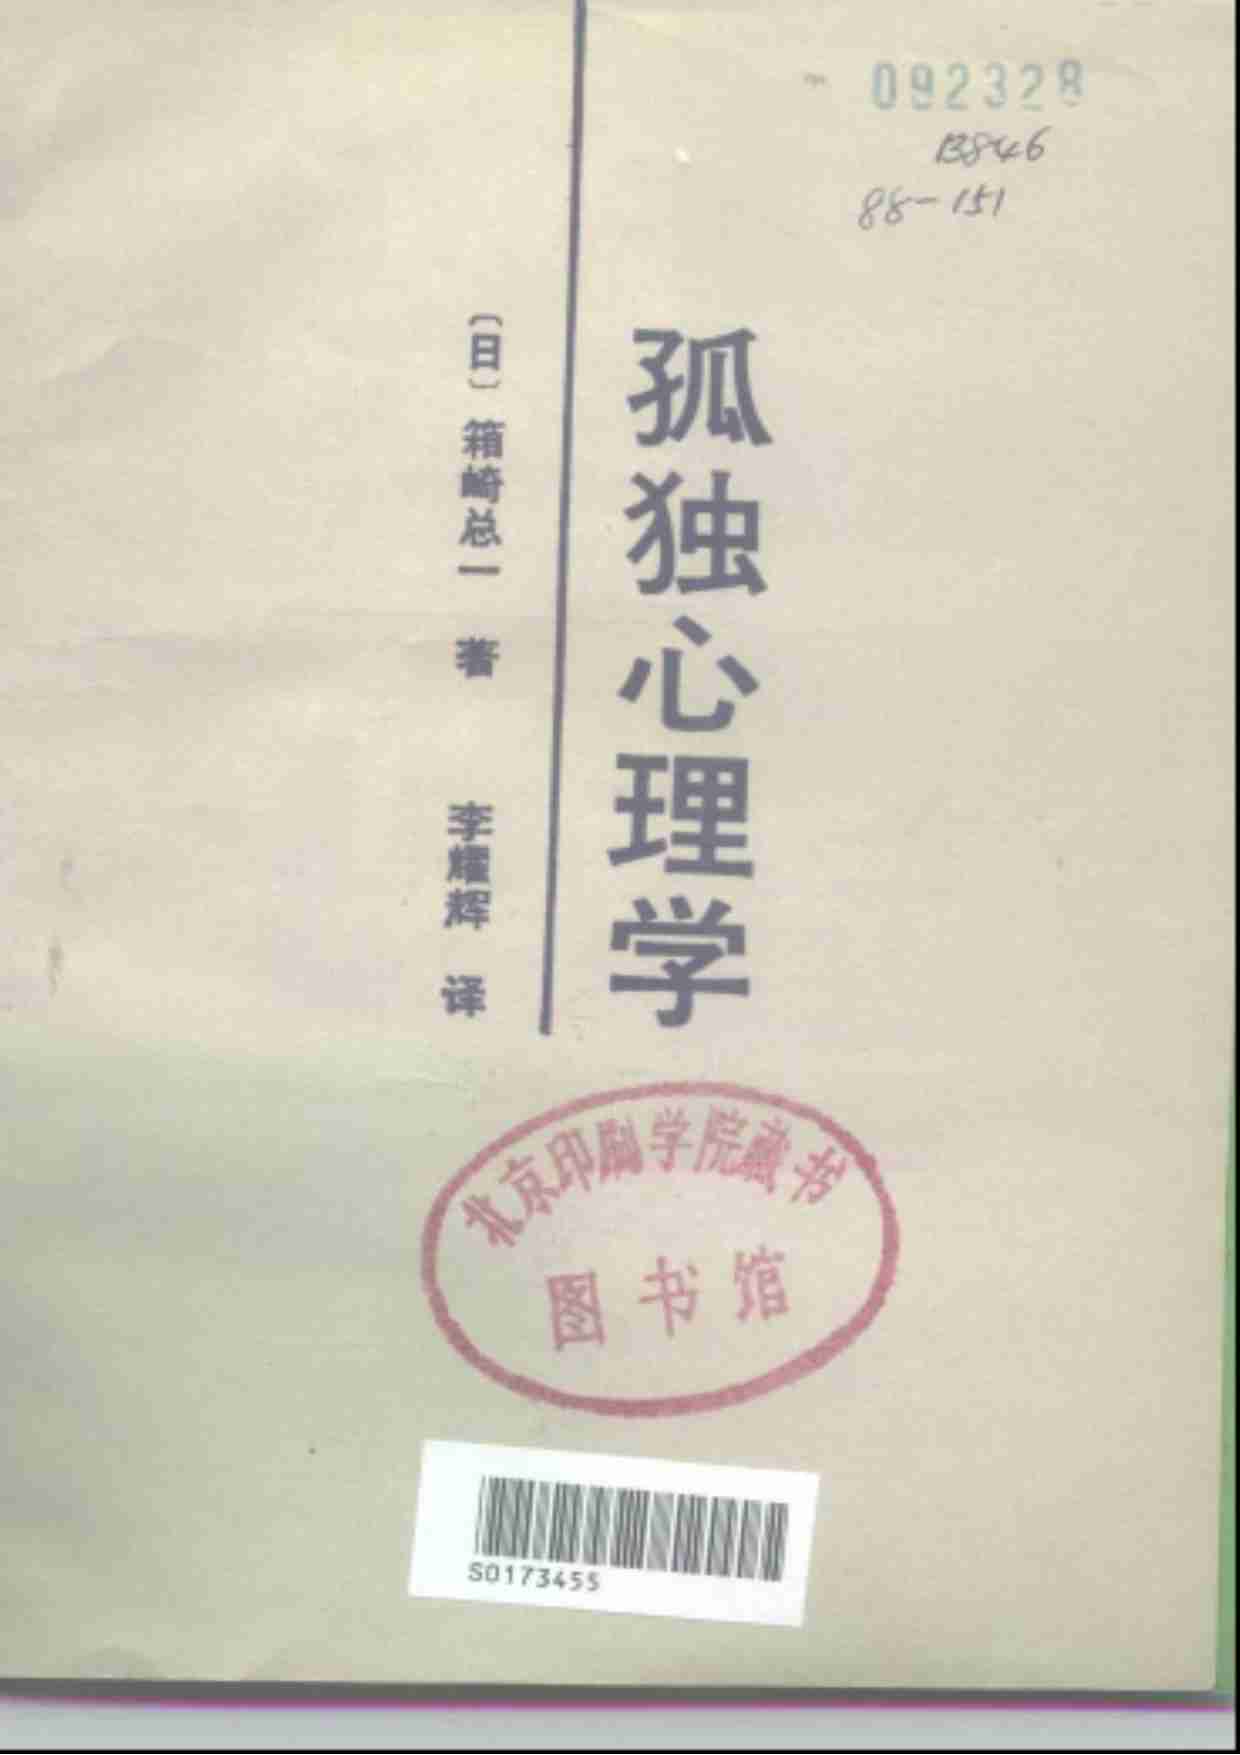 092328
B846
88-151
孤独心理学
〔日〕箱崎总一 著 李耀辉 译
北京印刷学院藏书
图书馆
S0173455